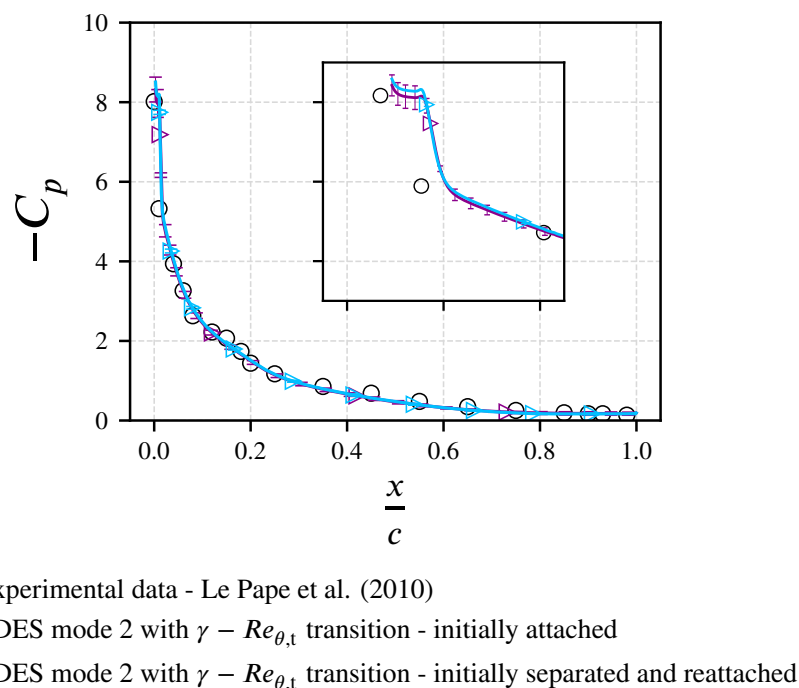 10
8
6
4
2
0
−C_p
0.0 0.2 0.4 0.6 0.8 1.0
x
c
xperimental data - Le Pape et al. (2010)
DES mode 2 with γ − Re_θ,t transition - initially attached
DES mode 2 with γ − Re_θ,t transition - initially separated and reattached